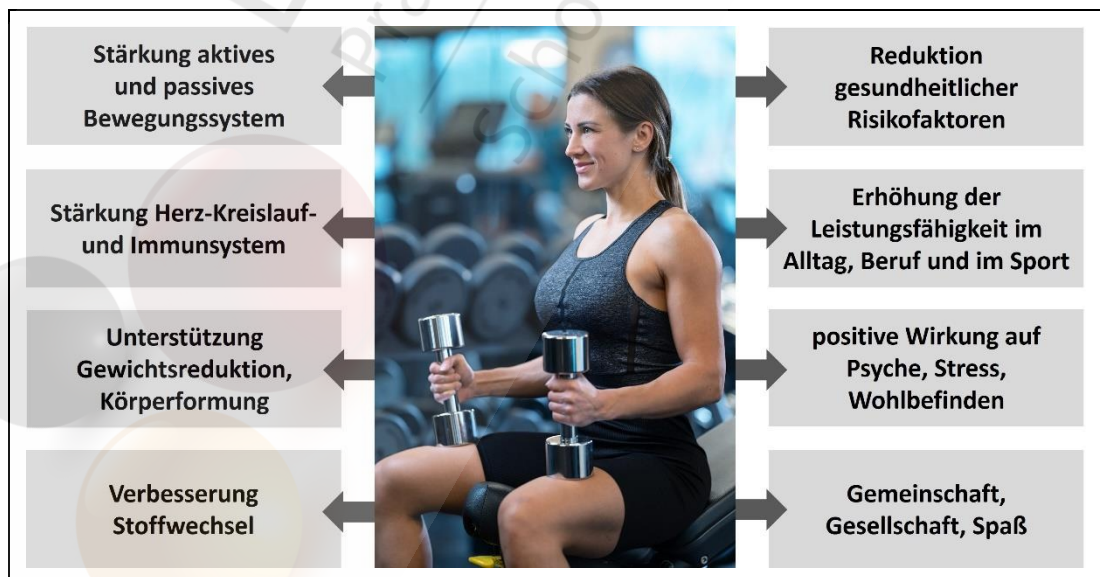 Stärkung aktives
und passives
Bewegungssystem
Stärkung Herz-Kreislauf-
und Immunsystem
Unterstützung
Gewichtsreduktion,
Körperformung
Verbesserung
Stoffwechsel
Reduktion
gesundheitlicher
Risikofaktoren
Erhöhung der
Leistungsfähigkeit im
Alltag, Beruf und im Sport
positive Wirkung auf
Psyche, Stress,
Wohlbefinden
Gemeinschaft,
Gesellschaft, Spaß